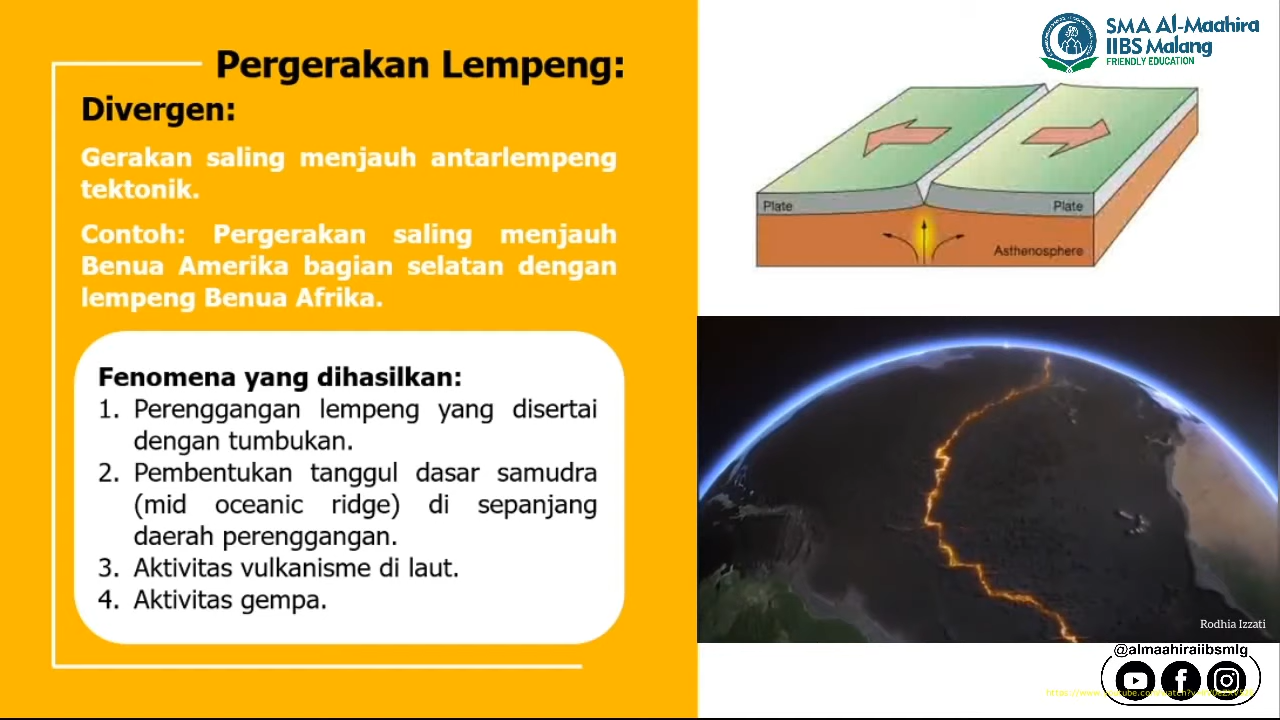 Pergerakan Lempeng:
Divergen:
Gerakan saling menjauh antarlempeng
tektonik.
Contoh: Pergerakan saling menjauh
Benua Amerika bagian selatan dengan
lempeng Benua Afrika.
Fenomena yang dihasilkan:
1. Perenggangan lempeng yang disertai
dengan tumbukan.
2. Pembentukan tanggul dasar samudra
(mid oceanic ridge) di sepanjang
daerah perenggangan.
3. Aktivitas vulkanisme di laut.
4. Aktivitas gempa.
SMA Al-Maahira
IIBS Malang
FRIENDLY EDUCATION
Plate
Plate
Asthenosphere
Rodhia Izzati
@almaahiraiibsmlg